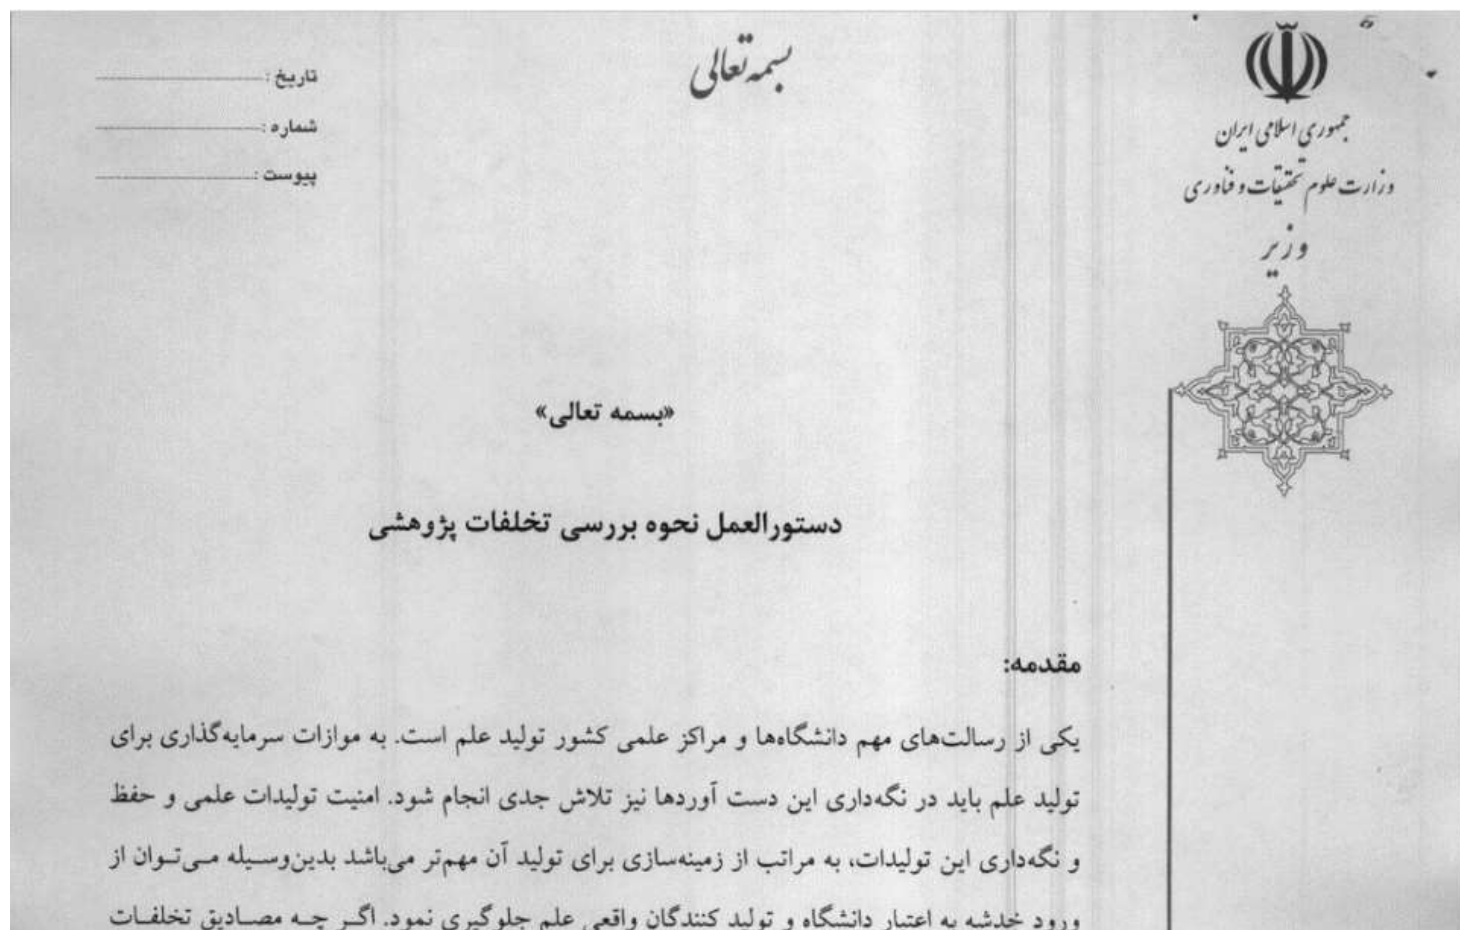 بسمه تعالی
جمهوری اسلامی ایران
وزارت علوم تحقیقات و فناوری
وزیر
تاریخ :
شماره :
پیوست :
«بسمه تعالی»
دستورالعمل نحوه بررسی تخلفات پژوهشی
مقدمه:
یکی از رسالت‌های مهم دانشگاه‌ها و مراکز علمی کشور تولید علم است. به موازات سرمایه‌گذاری برای
تولید علم باید در نگه‌داری این دست آوردها نیز تلاش جدی انجام شود. امنیت تولیدات علمی و حفظ
و نگه‌داری این تولیدات، به مراتب از زمینه‌سازی برای تولید آن مهم‌تر می‌باشد بدین‌وسیله می‌توان از
ورود خدشه به اعتبار دانشگاه و تولید کنندگان واقعی علم جلوگیری نمود. اگر چه مصادیق تخلفات